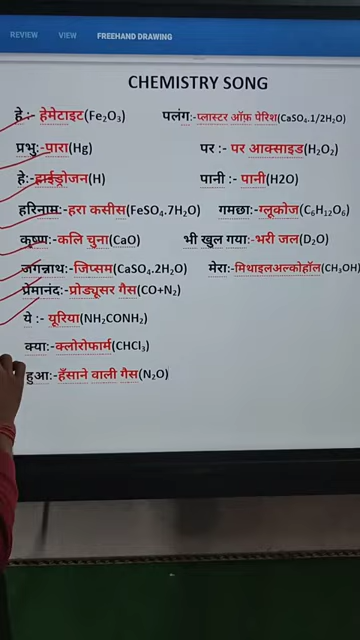 REVIEW VIEW FREEHAND DRAWING
CHEMISTRY SONG
हे :- हेमेटाइट(Fe₂O₃)
प्रभु:-पारा(Hg)
हे:-हाईड्रोजन(H)
हरिनाम:-हरा कसीस(FeSO₄.7H₂O)
कृष्ण:-कलि चुना(CaO)
जगन्नाथ:-जिप्सम(CaSO₄.2H₂O)
प्रेमानंद:-प्रोड्यूसर गैस(CO+N₂)
ये :- यूरिया(NH₂CONH₂)
क्या:-क्लोरोफार्म(CHCl₃)
हुआ:-हँसाने वाली गैस(N₂O)
पलंग:-प्लास्टर ऑफ़ पेरिश(CaSO₄.1/2H₂O)
पर :- पर आक्साइड(H₂O₂)
पानी :- पानी(H2O)
गमछा:-ग्लूकोज(C₆H₁₂O₆)
भी खुल गया:-भरी जल(D₂O)
मेरा:-मिथाइलअल्कोहॉल(CH₃OH)